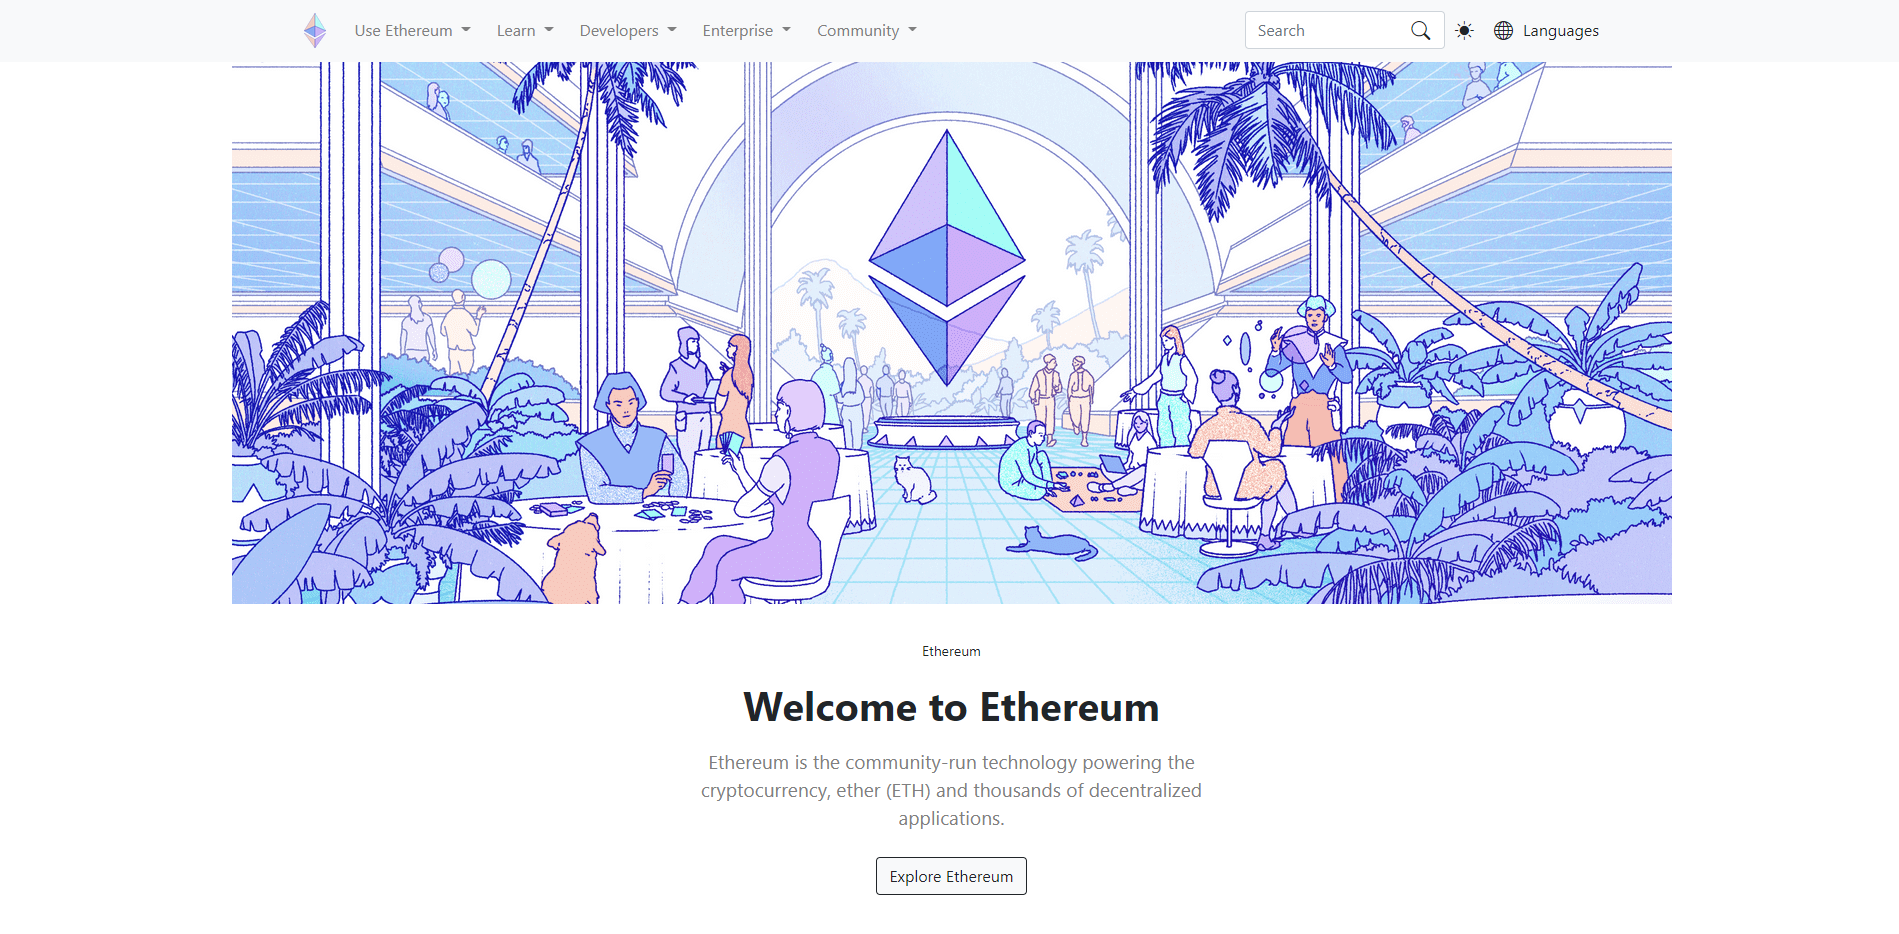 Use Ethereum Learn Developers Enterprise Community Search Languages
Ethereum
Welcome to Ethereum
Ethereum is the community-run technology powering the
cryptocurrency, ether (ETH) and thousands of decentralized
applications.
Explore Ethereum